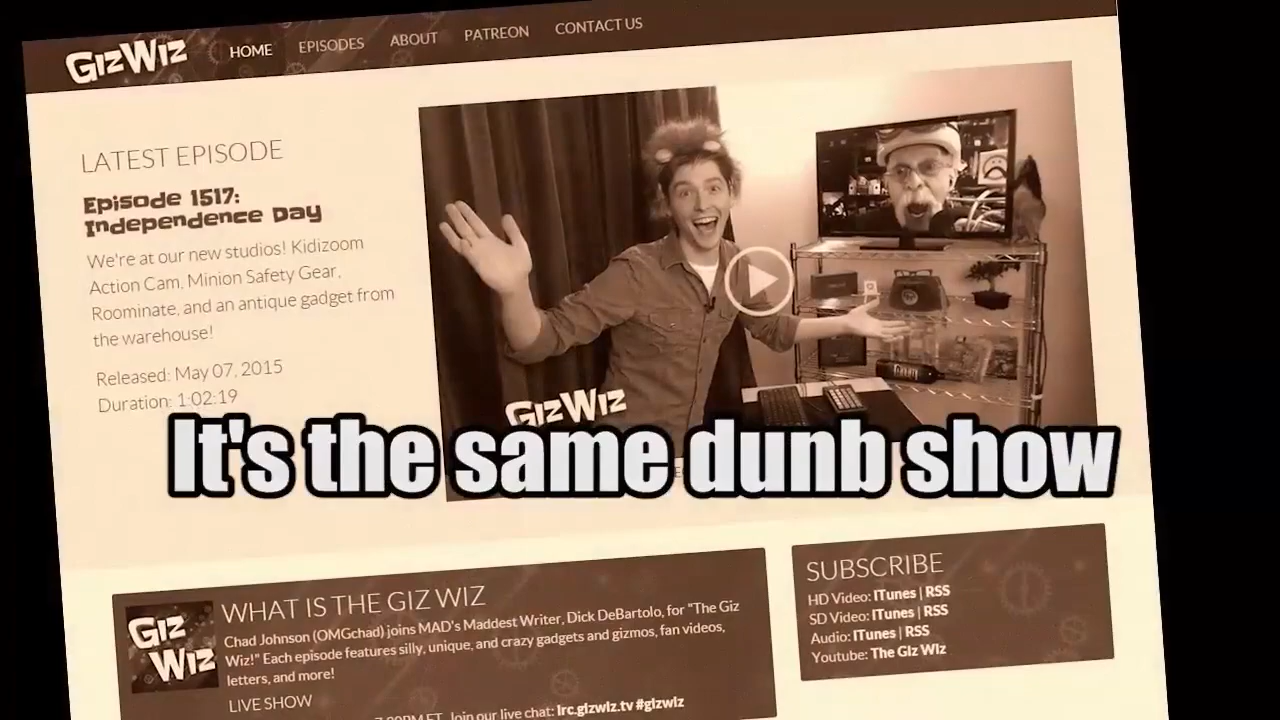 GizWiz
HOME EPISODES ABOUT PATREON CONTACT US
LATEST EPISODE
Episode 1517:
Independence Day
We're at our new studios! Kidizoom
Action Cam, Minion Safety Gear,
Roominate, and an antique gadget from
the warehouse!
Released: May 07, 2015
Duration: 1:02:19
GizWiz
It's the same dunb show
Giz
Wiz
WHAT IS THE GIZ WIZ
Chad Johnson (OMGchad) joins MAD's Maddest Writer, Dick DeBartolo, for "The Giz
Wiz!" Each episode features silly, unique, and crazy gadgets and gizmos, fan videos,
letters, and more!
LIVE SHOW
ET. Join our live chat: irc.gizwiz.tv #gizwiz
SUBSCRIBE
HD Video: iTunes | RSS
SD Video: iTunes | RSS
Audio: iTunes | RSS
Youtube: The Giz Wiz